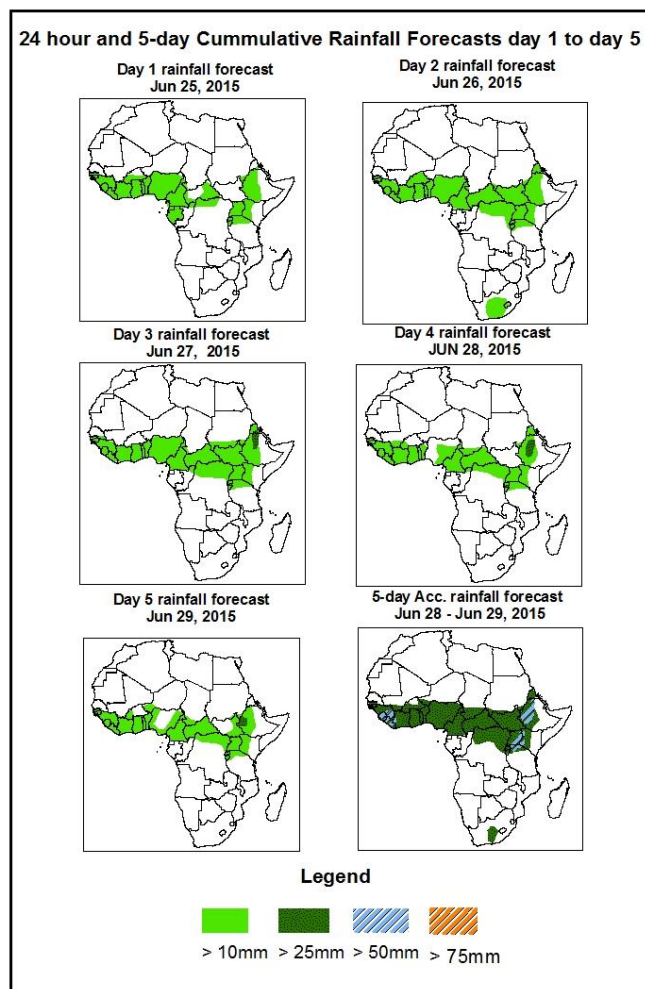 24 hour and 5-day Cummulative Rainfall Forecasts day 1 to day 5
Day 1 rainfall forecast
Jun 25, 2015
Day 2 rainfall forecast
Jun 26, 2015
Day 3 rainfall forecast
Jun 27, 2015
Day 4 rainfall forecast
JUN 28, 2015
Day 5 rainfall forecast
Jun 29, 2015
5-day Acc. rainfall forecast
Jun 28 - Jun 29, 2015
Legend
> 10mm > 25mm > 50mm > 75mm